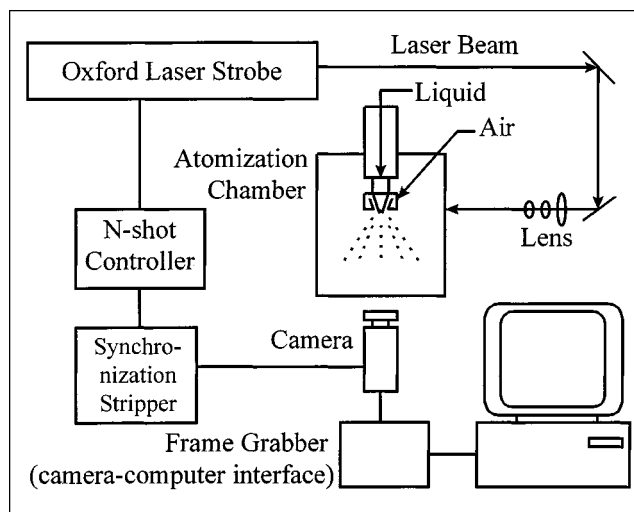 Laser Beam
Oxford Laser Strobe
Liquid
Air
Atomization
Chamber
Lens
N-shot
Controller
Camera
Synchro-
nization
Stripper
Frame Grabber
(camera-computer interface)